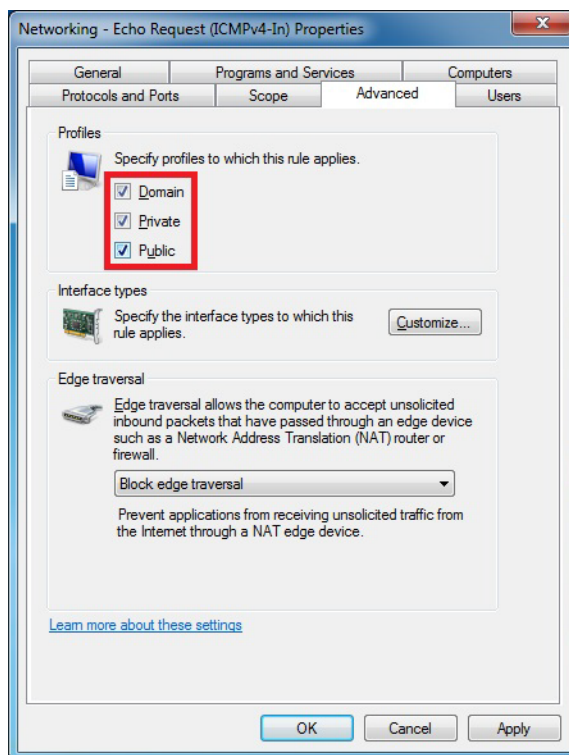 Networking - Echo Request (ICMPv4-In) Properties
General
Programs and Services
Computers
Protocols and Ports
Scope
Advanced
Users
Profiles
Specify profiles to which this rule applies.
Domain
Private
Public
Interface types
Specify the interface types to which this
rule applies.
Customize...
Edge traversal
Edge traversal allows the computer to accept unsolicited
inbound packets that have passed through an edge device
such as a Network Address Translation (NAT) router or
firewall.
Block edge traversal
Prevent applications from receiving unsolicited traffic from
the Internet through a NAT edge device.
Learn more about these settings
OK
Cancel
Apply